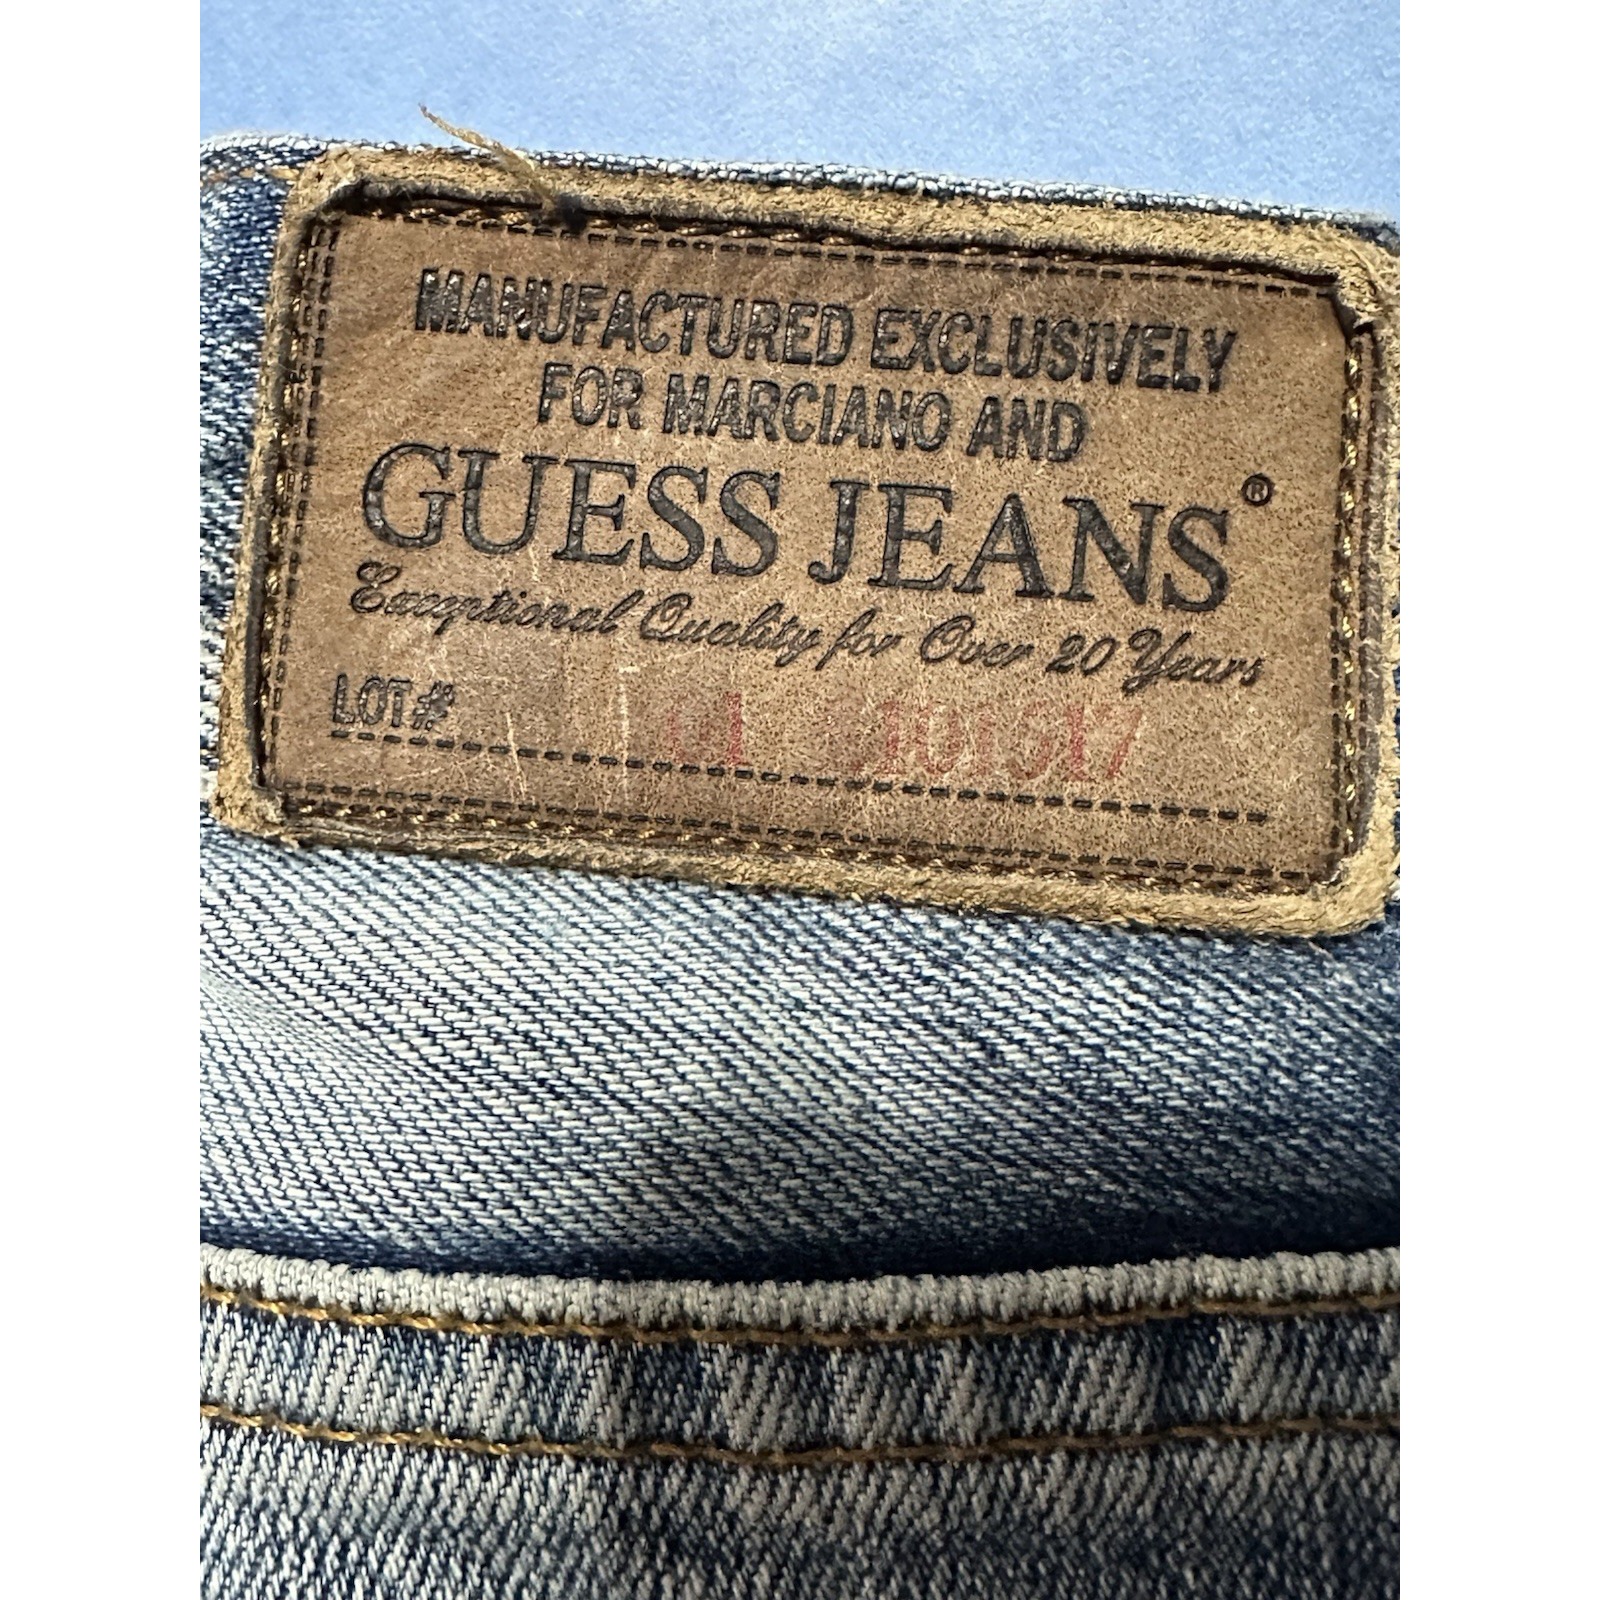 MANUFACTURED EXCLUSIVELY
FOR MARCIANO AND
GUESS JEANS®
Exceptional Quality for Over 20 Years
LOT#